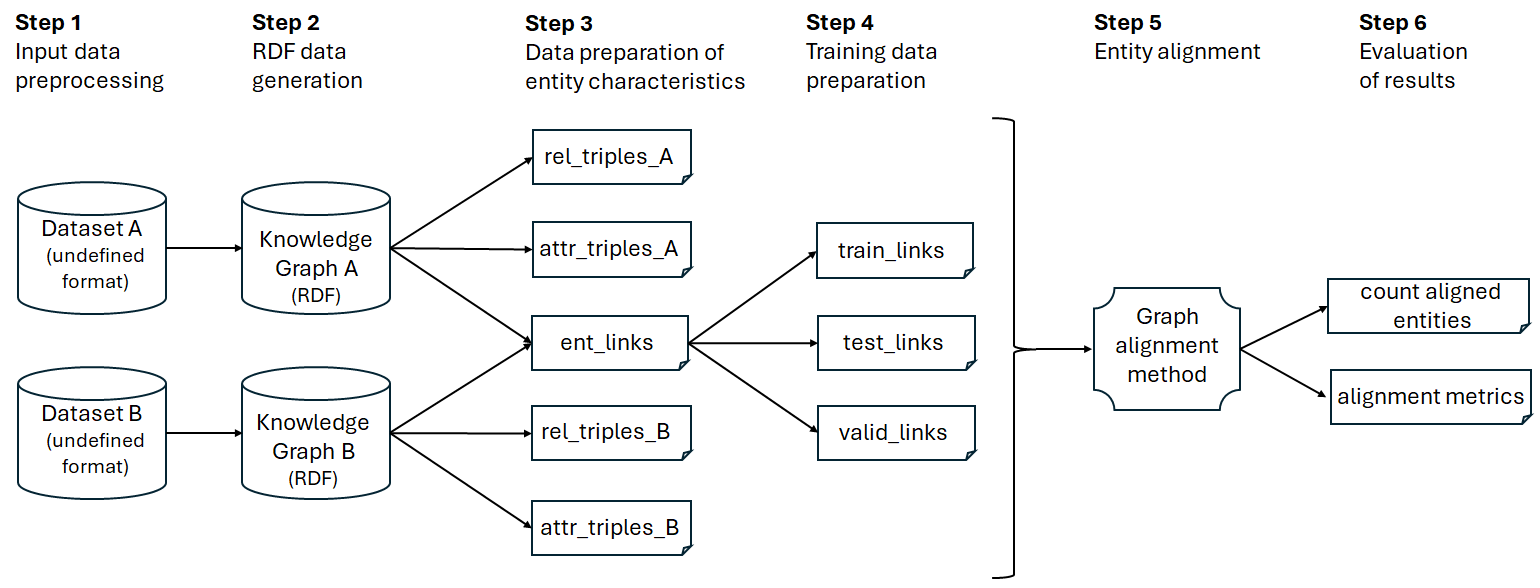 Step 1
Input data
preprocessing
Step 2
RDF data
generation
Step 3
Data preparation of
entity characteristics
Step 4
Training data
preparation
Step 5
Entity alignment
Step 6
Evaluation
of results
Dataset A
(undefined
format)
Dataset B
(undefined
format)
Knowledge
Graph A
(RDF)
Knowledge
Graph B
(RDF)
rel_triples_A
attr_triples_A
ent_links
rel_triples_B
attr_triples_B
train_links
test_links
valid_links
Graph
alignment
method
count aligned
entities
alignment metrics